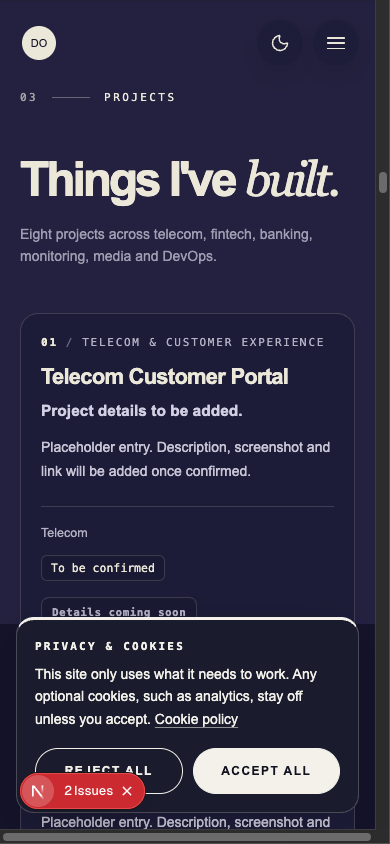 DO
03 PROJECTS
Things I've built.
Eight projects across telecom, fintech, banking,
monitoring, media and DevOps.
01 / TELECOM & CUSTOMER EXPERIENCE
Telecom Customer Portal
Project details to be added.
Placeholder entry. Description, screenshot and
link will be added once confirmed.
Telecom
To be confirmed
Details coming soon
PRIVACY & COOKIES
This site only uses what it needs to work. Any
optional cookies, such as analytics, stay off
unless you accept. Cookie policy
REJECT ALL ACCEPT ALL
N 2 Issues ×
Placeholder entry. Description, screenshot and